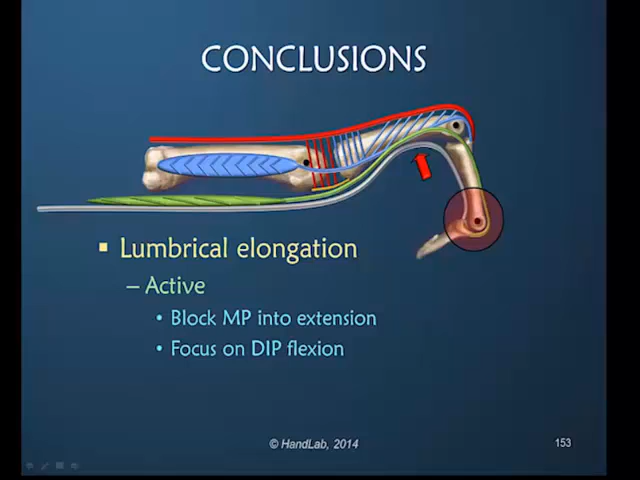 CONCLUSIONS
▪ Lumbrical elongation
– Active
• Block MP into extension
• Focus on DIP flexion
© HandLab, 2014
153